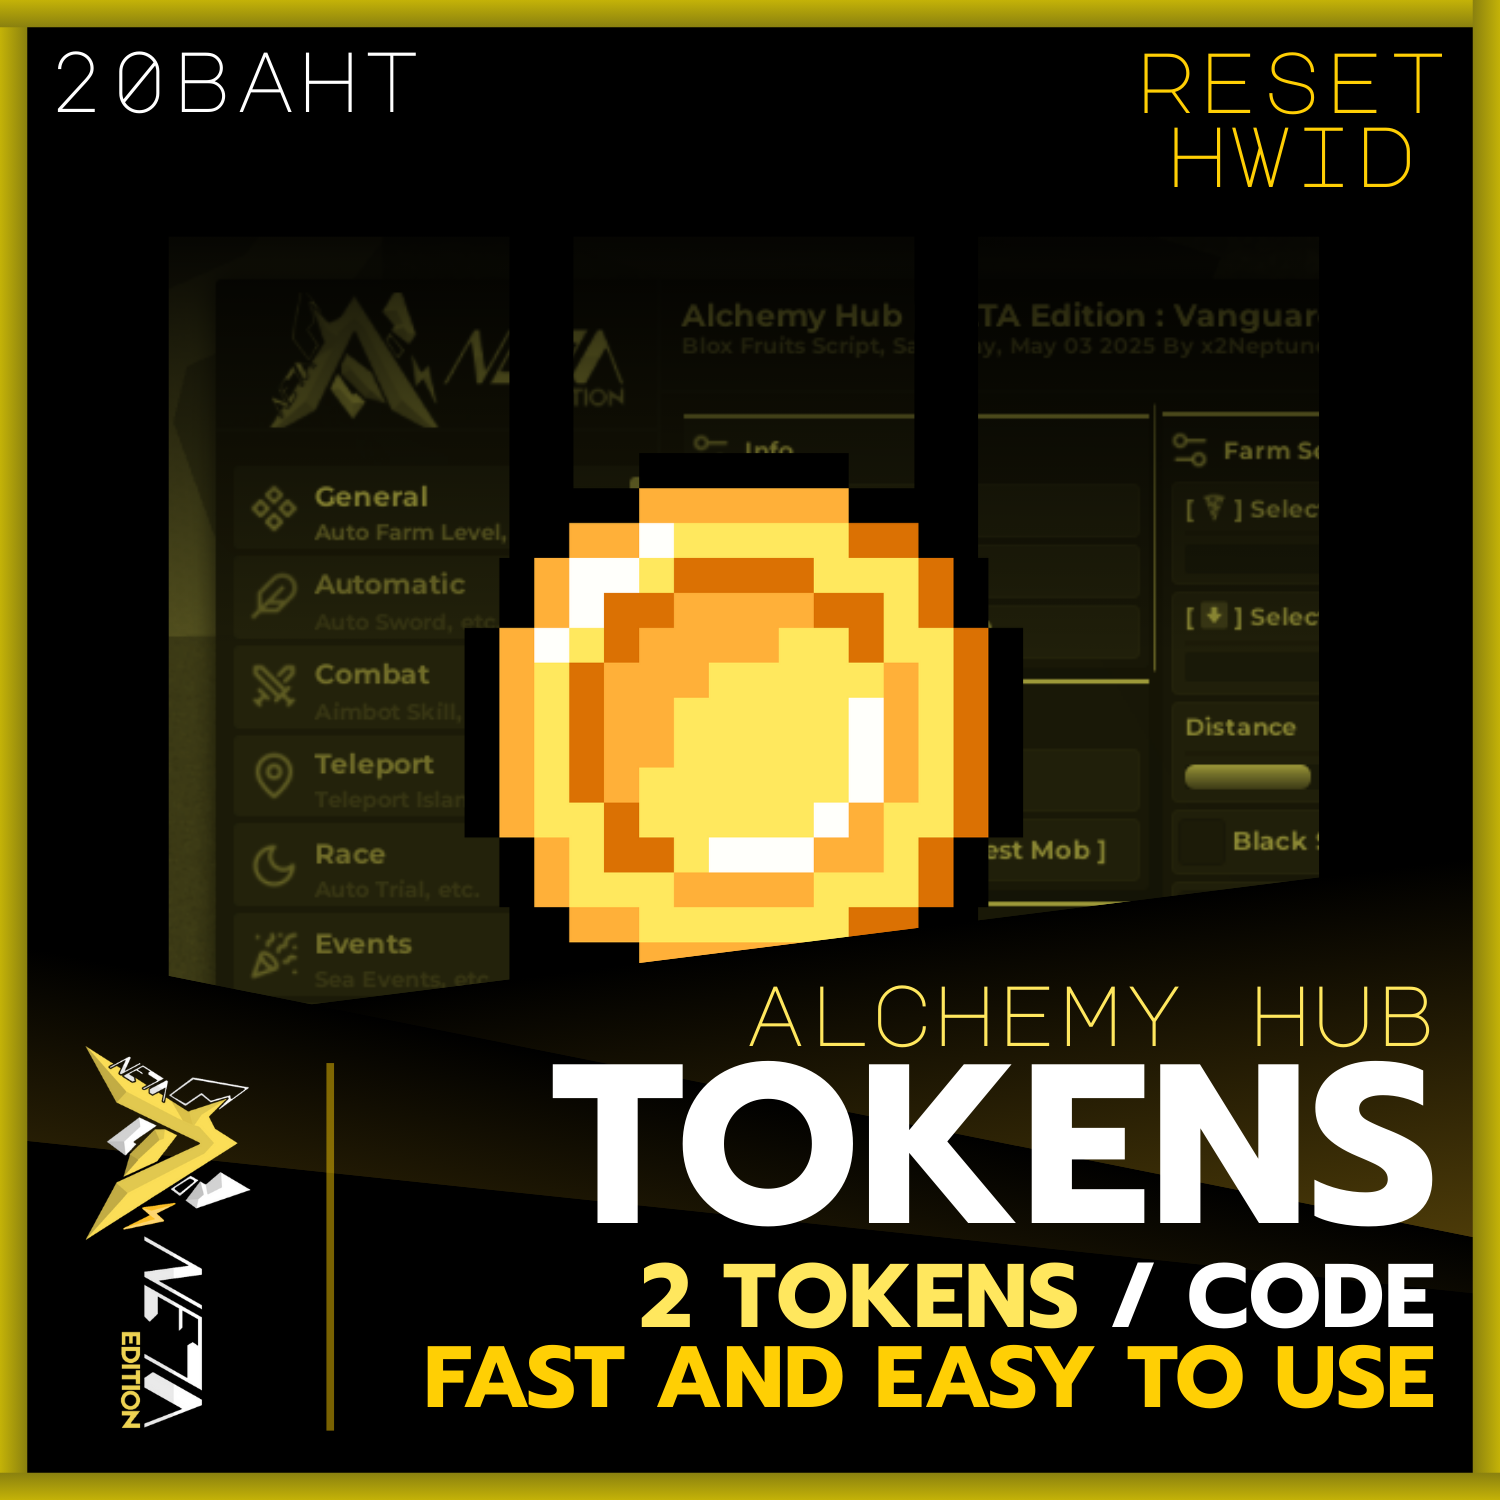 20BAHT
RESET
HWID
Alchemy Hub
TA Edition : Vanguar
Blox Fruits Script,
May 03 2025 By x2Neptun
Info
Farm
General
Auto Farm Level,
[ ] Selec
Automatic
Auto Sword, etc
[ ] Selec
Combat
Aimbot Skill,
Distance
Teleport
Teleport Islan
Race
Auto Trial, etc.
est Mob ]
Black
Events
Sea Events, etc
ALCHEMY HUB
TOKENS
2 TOKENS / CODE
FAST AND EASY TO USE
NETA
NETA
EDITION